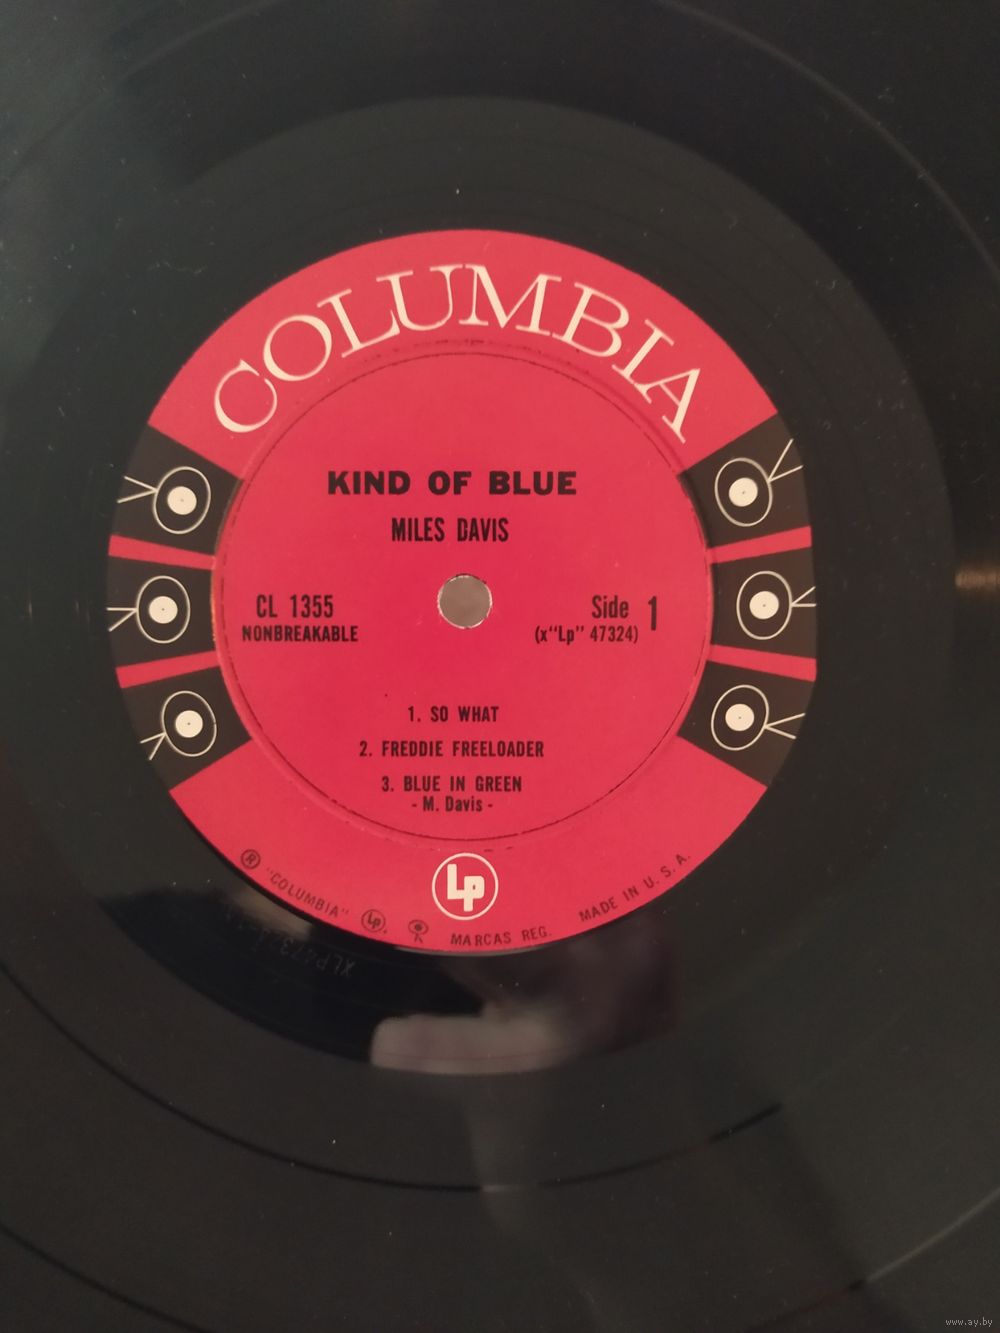 COLUMBIA
KIND OF BLUE
MILES DAVIS
CL 1355
NONBREAKABLE
Side 1
(x"Lp" 47324)
1. SO WHAT
2. FREDDIE FREELOADER
3. BLUE IN GREEN
- M. Davis -
Lp
® "COLUMBIA" Lp MARCAS REG. MADE IN U. S. A.
www.ay.by